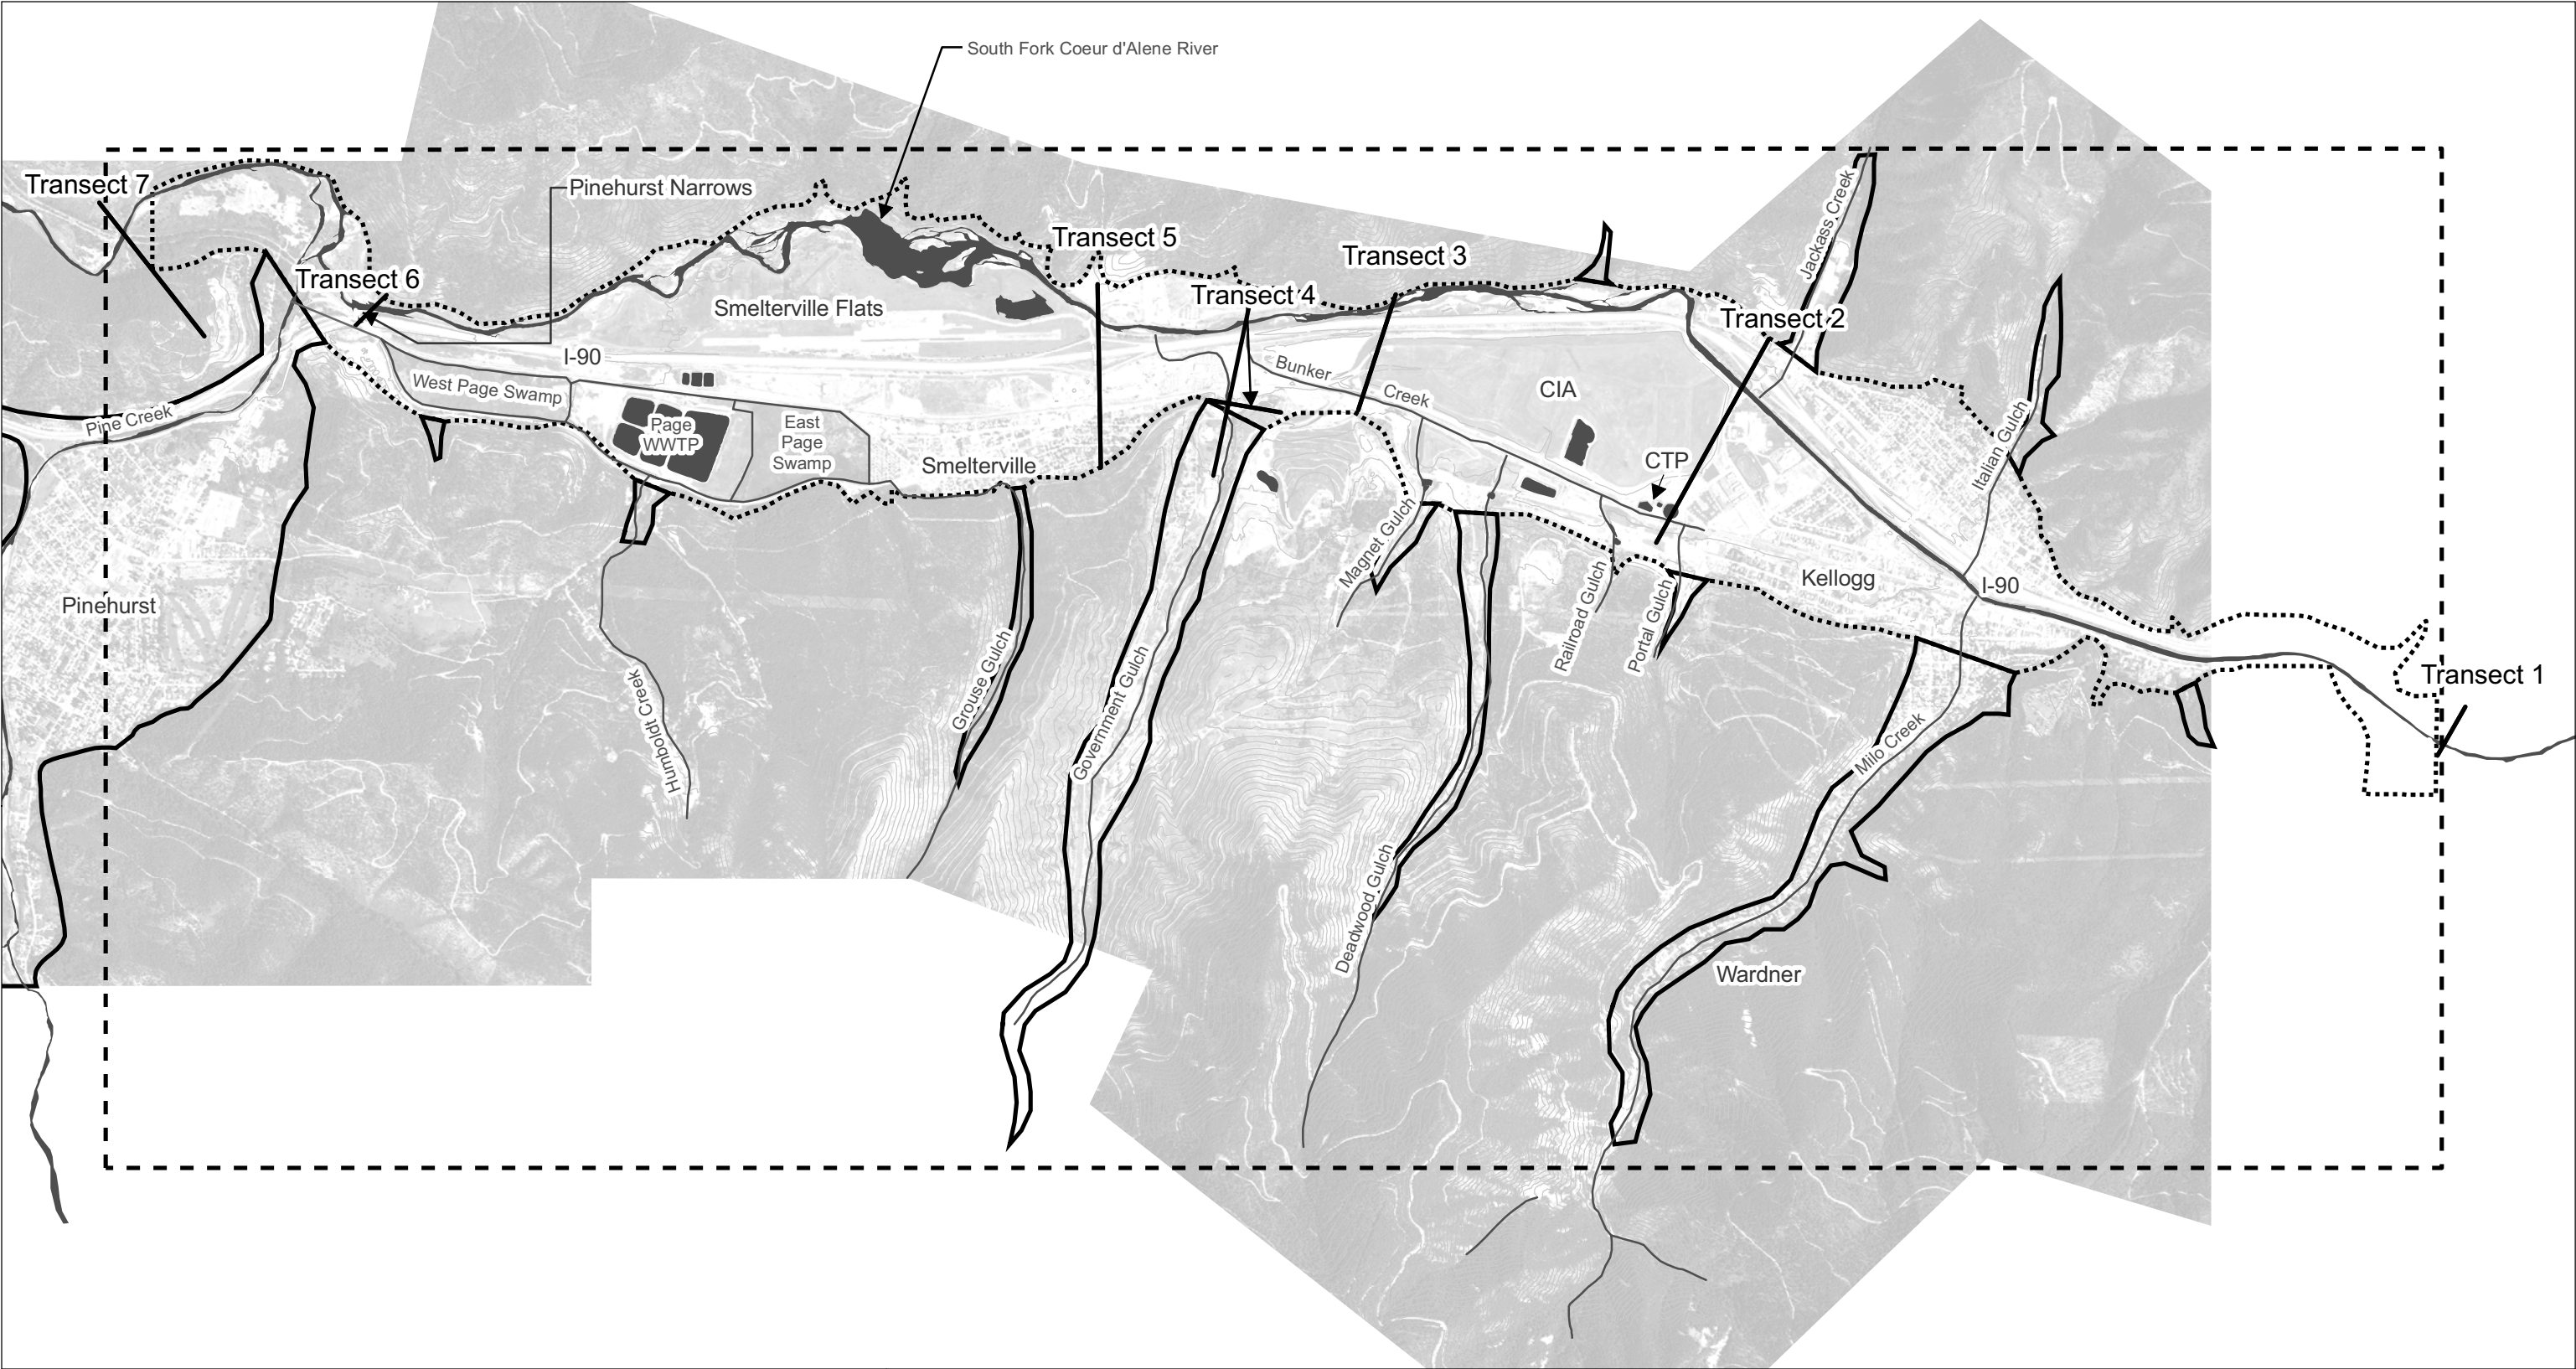 South Fork Coeur d'Alene River
Transect 7
Pinehurst Narrows
Jackass Creek
Transect 5
Transect 3
Transect 6
Transect 4
Smelterville Flats
Transect 2
I-90
Bunker
Creek
CIA
West Page Swamp
Pine Creek
Page
WWTP
East
Page
Swamp
Smelterville
CTP
Italian Gulch
Magnet Gulch
Pinehurst
Kellogg
I-90
Railroad Gulch
Portal Gulch
Grouse Gulch
Government Gulch
Humboldt Creek
Transect 1
Milo Creek
Deadwood Gulch
Wardner